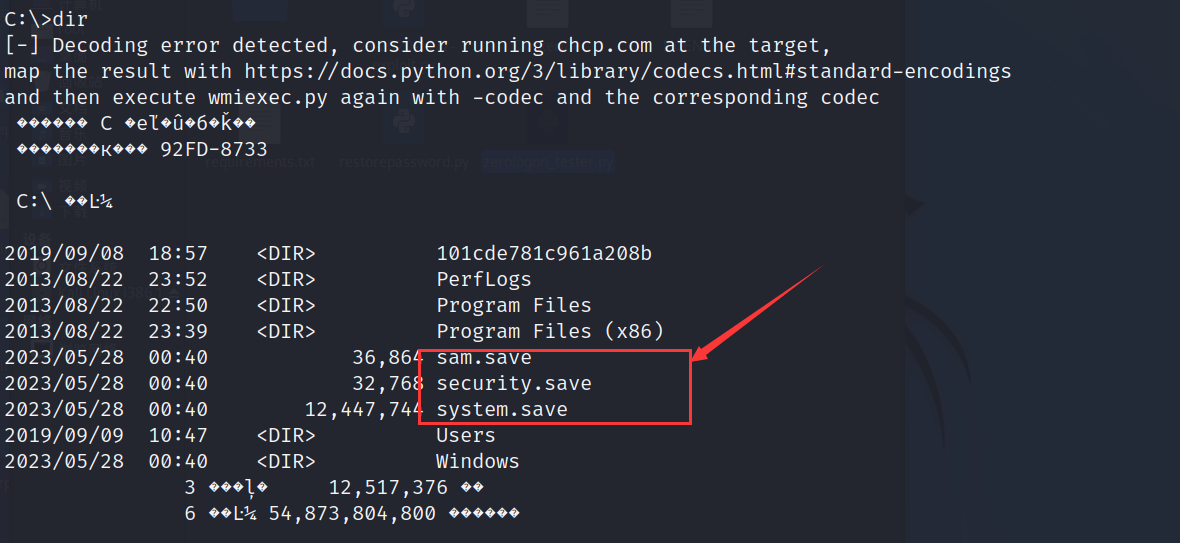 C:\>dir
[-] Decoding error detected, consider running chcp.com at the target,
map the result with https://docs.python.org/3/library/codecs.html#standard-encodings
and then execute wmiexec.py again with -codec and the corresponding codec
������ C �eľ�û�б�ǩ��
�������к��� 92FD-8733
C:\ ��Ŀ¼
2019/09/08  18:57    <DIR>          101cde781c961a208b
2013/08/22  23:52    <DIR>          PerfLogs
2013/08/22  22:50    <DIR>          Program Files
2013/08/22  23:39    <DIR>          Program Files (x86)
2023/05/28  00:40            36,864 sam.save
2023/05/28  00:40            32,768 security.save
2023/05/28  00:40        12,447,744 system.save
2019/09/09  10:47    <DIR>          Users
2023/05/28  00:40    <DIR>          Windows
3 ���ļ�     12,517,376 ��
6 ��Ŀ¼ 54,873,804,800 ������